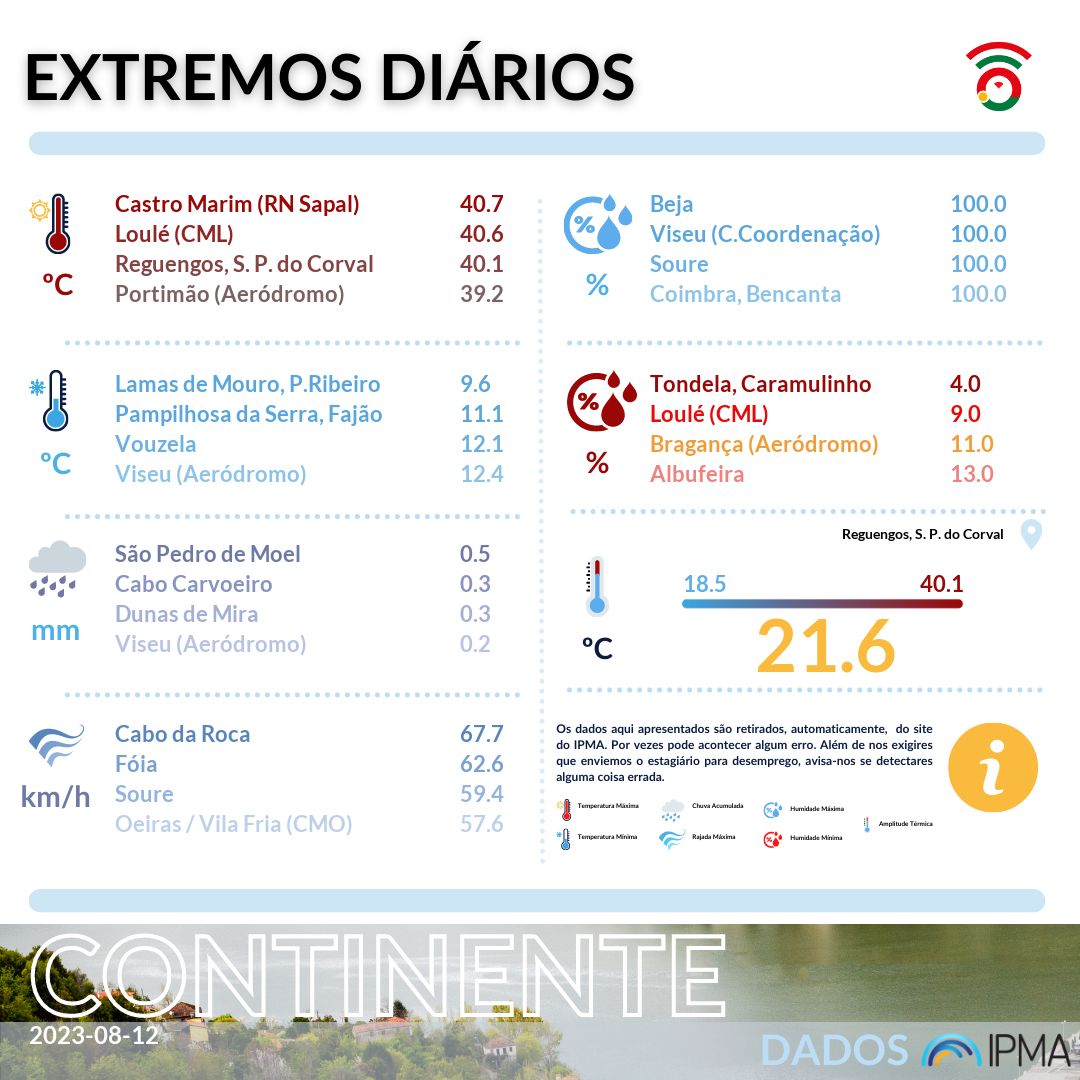 EXTREMOS DIÁRIOS
Castro Marim (RN Sapal) 40.7
Loulé (CML) 40.6
Reguengos, S. P. do Corval 40.1
Portimão (Aeródromo) 39.2
ºC
Lamas de Mouro, P.Ribeiro 9.6
Pampilhosa da Serra, Fajão 11.1
Vouzela 12.1
Viseu (Aeródromo) 12.4
ºC
São Pedro de Moel 0.5
Cabo Carvoeiro 0.3
Dunas de Mira 0.3
Viseu (Aeródromo) 0.2
mm
Cabo da Roca 67.7
Fóia 62.6
Soure 59.4
Oeiras / Vila Fria (CMO) 57.6
km/h
%
Beja 100.0
Viseu (C.Coordenação) 100.0
Soure 100.0
Coimbra, Bencanta 100.0
%
%
Tondela, Caramulinho 4.0
Loulé (CML) 9.0
Bragança (Aeródromo) 11.0
Albufeira 13.0
%
Reguengos, S. P. do Corval
18.5 40.1
21.6
ºC
Os dados aqui apresentados são retirados, automaticamente, do site
do IPMA. Por vezes pode acontecer algum erro. Além de nos exigires
que enviemos o estagiário para desemprego, avisa-nos se detectares
alguma coisa errada.
i
Temperatura Máxima
Chuva Acumulada
Humidade Máxima
Amplitude Térmica
Temperatura Mínima
Rajada Máxima
Humidade Mínima
CONTINENTE
2023-08-12
DADOS IPMA